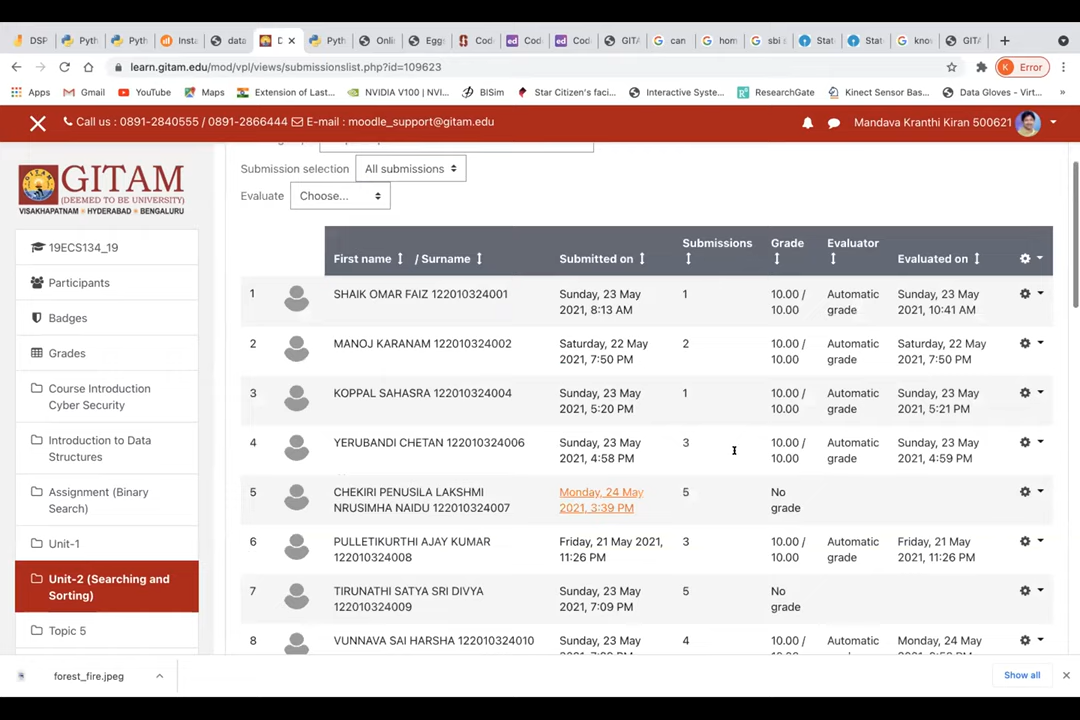 DSP
Pyth
Pyth
Insta
data
D
Pyth
Onli
Egg
Cod
Cod
Cod
GITA
can
hom
sbi s
Stat
Stat
kno
GITA
learn.gitam.edu/mod/vpl/views/submissionslist.php?id=109623
K Error
Apps
Gmail
YouTube
Maps
Extension of Last...
NVIDIA V100 | NVI...
BISim
Star Citizen's faci...
Interactive Syste...
ResearchGate
Kinect Sensor Bas...
Data Gloves - Virt...
»
Call us : 0891-2840555 / 0891-2866444 E-mail : moodle_support@gitam.edu
Mandava Kranthi Kiran 500621
GITAM
(DEEMED TO BE UNIVERSITY)
VISAKHAPATNAM HYDERABAD BENGALURU
19ECS134_19
Participants
Badges
Grades
Course Introduction
Cyber Security
Introduction to Data
Structures
Assignment (Binary
Search)
Unit-1
Unit-2 (Searching and
Sorting)
Topic 5
Submission selection All submissions
Evaluate Choose...
First name / Surname
Submitted on
Submissions
Grade
Evaluator
Evaluated on
1 SHAIK OMAR FAIZ 122010324001 Sunday, 23 May 1 10.00 / Automatic Sunday, 23 May
2021, 8:13 AM 10.00 grade 2021, 10:41 AM
2 MANOJ KARANAM 122010324002 Saturday, 22 May 2 10.00 / Automatic Saturday, 22 May
2021, 7:50 PM 10.00 grade 2021, 7:50 PM
3 KOPPAL SAHASRA 122010324004 Sunday, 23 May 1 10.00 / Automatic Sunday, 23 May
2021, 5:20 PM 10.00 grade 2021, 5:21 PM
4 YERUBANDI CHETAN 122010324006 Sunday, 23 May 3 10.00 / Automatic Sunday, 23 May
2021, 4:58 PM 10.00 grade 2021, 4:59 PM
5 CHEKIRI PENUSILA LAKSHMI Monday, 24 May 5 No
NRUSIMHA NAIDU 122010324007 2021, 3:39 PM grade
6 PULLETIKURTHI AJAY KUMAR Friday, 21 May 2021, 3 10.00 / Automatic Friday, 21 May
122010324008 11:26 PM 10.00 grade 2021, 11:26 PM
7 TIRUNATHI SATYA SRI DIVYA Sunday, 23 May 5 No
122010324009 2021, 7:09 PM grade
8 VUNNAVA SAI HARSHA 122010324010 Sunday, 23 May 4 10.00 / Automatic Monday, 24 May
forest_fire.jpeg
Show all